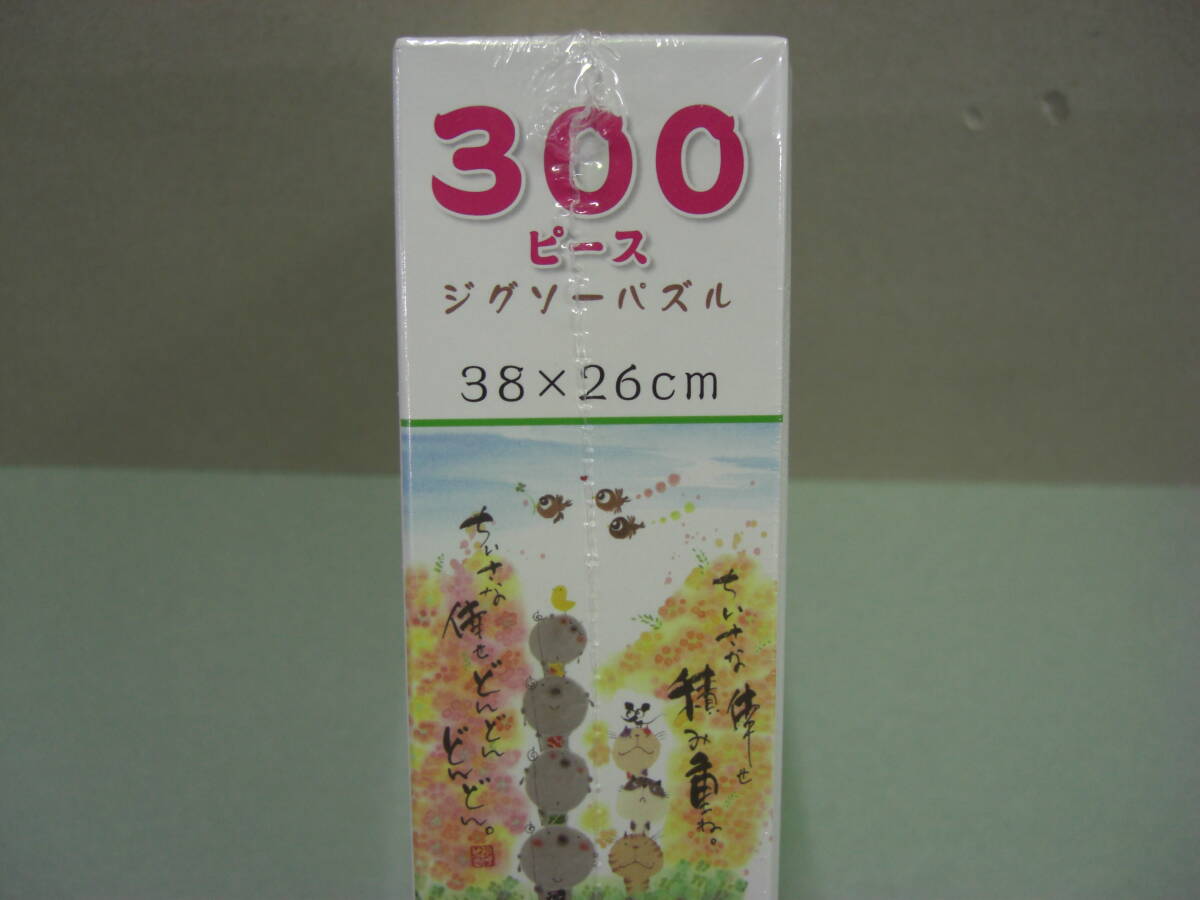 300
ピース
ジグソーパズル
38×26cm
ちいさな倖せ
積み重ね。
ちいさな
倖せどんどん
どんどん。